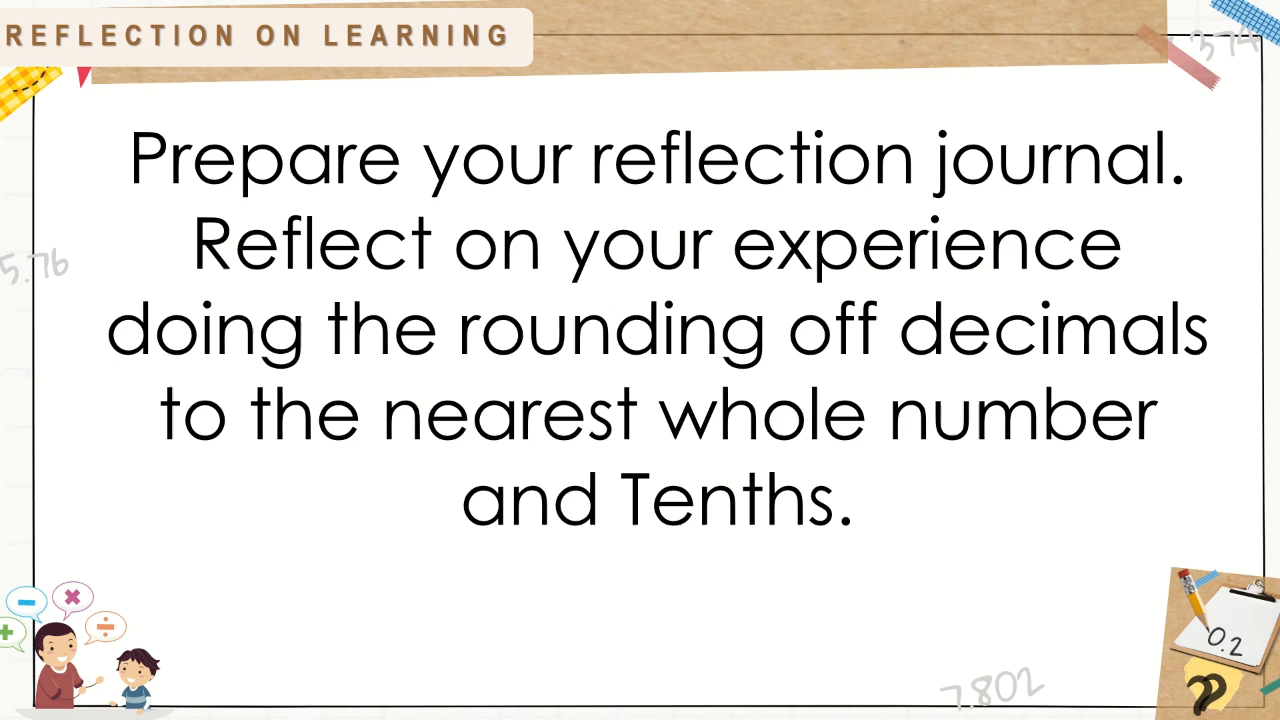 REFLECTION ON LEARNING
374
Prepare your reflection journal.
Reflect on your experience
5.76
doing the rounding off decimals
to the nearest whole number
and Tenths.
− × ÷ +
0.2
7.802
?